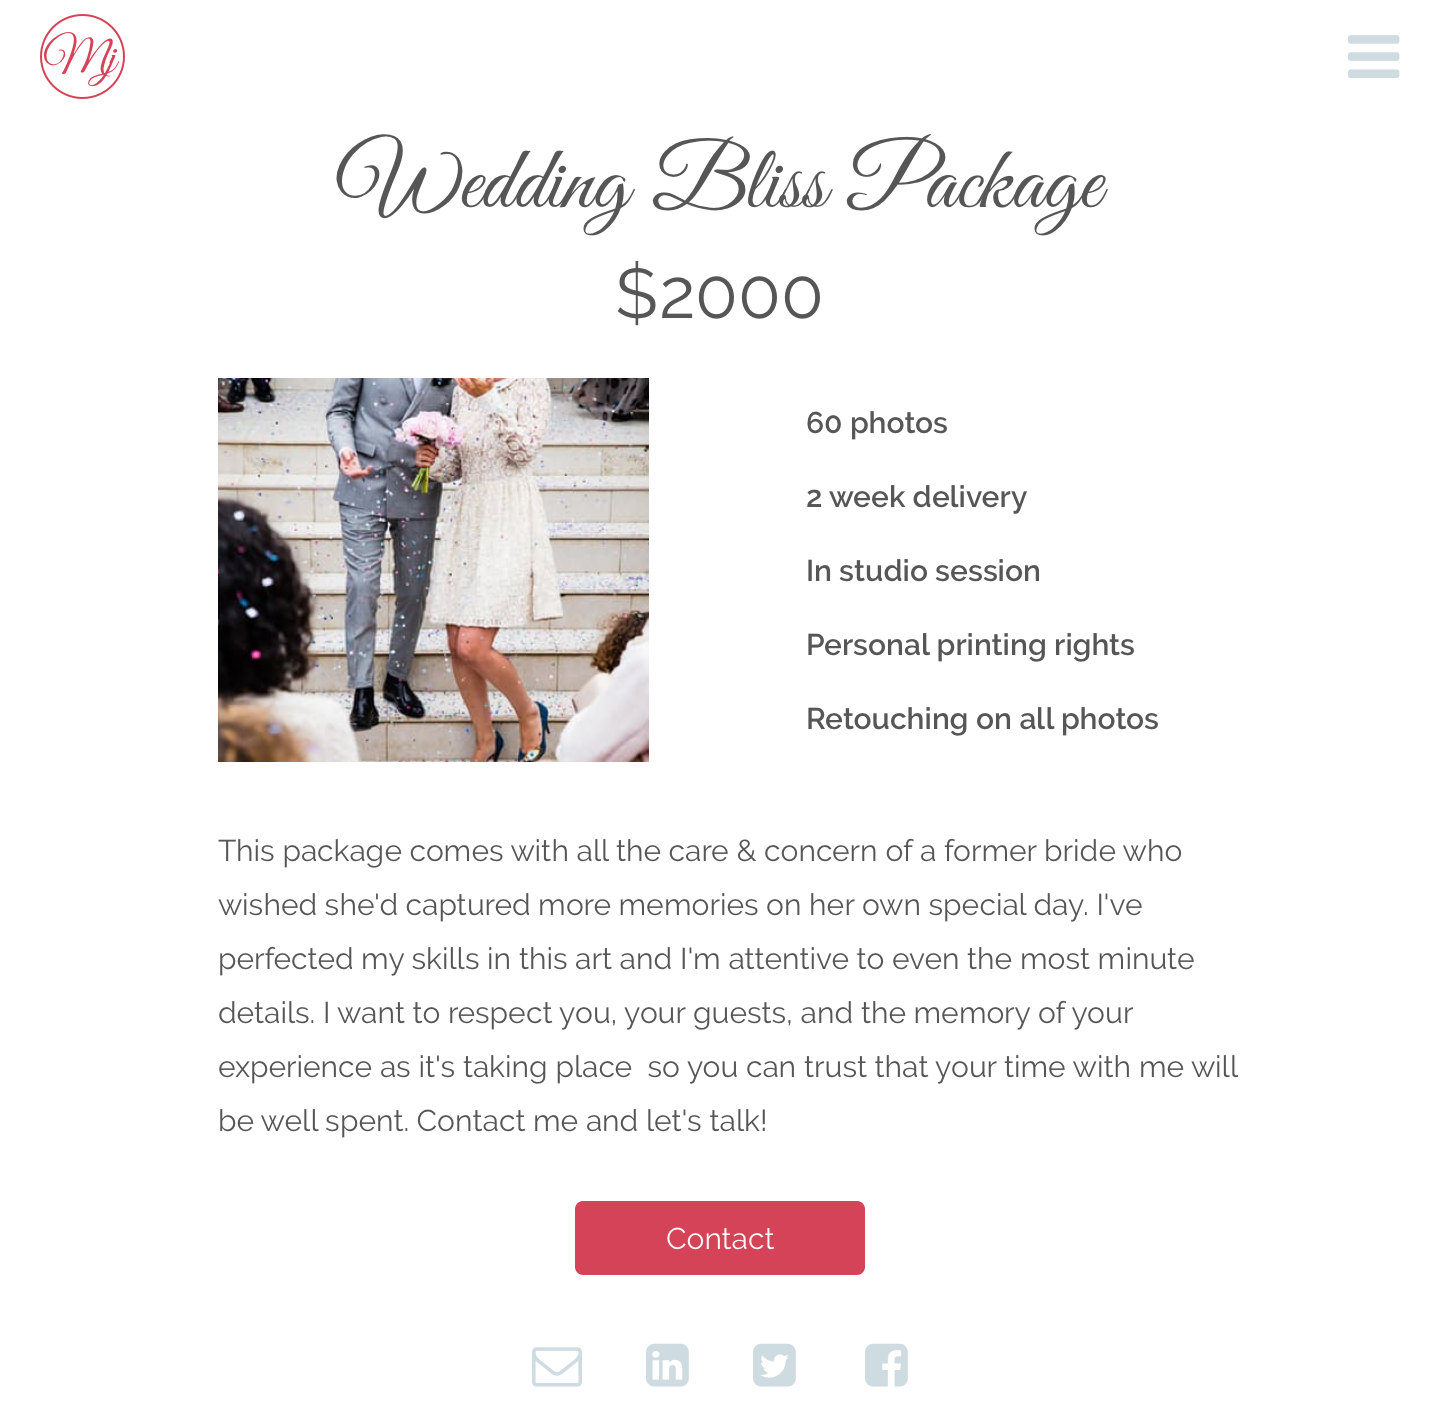 Mj
Wedding Bliss Package
$2000
60 photos
2 week delivery
In studio session
Personal printing rights
Retouching on all photos
This package comes with all the care & concern of a former bride who
wished she'd captured more memories on her own special day. I've
perfected my skills in this art and I'm attentive to even the most minute
details. I want to respect you, your guests, and the memory of your
experience as it's taking place  so you can trust that your time with me will
be well spent. Contact me and let's talk!
Contact
in